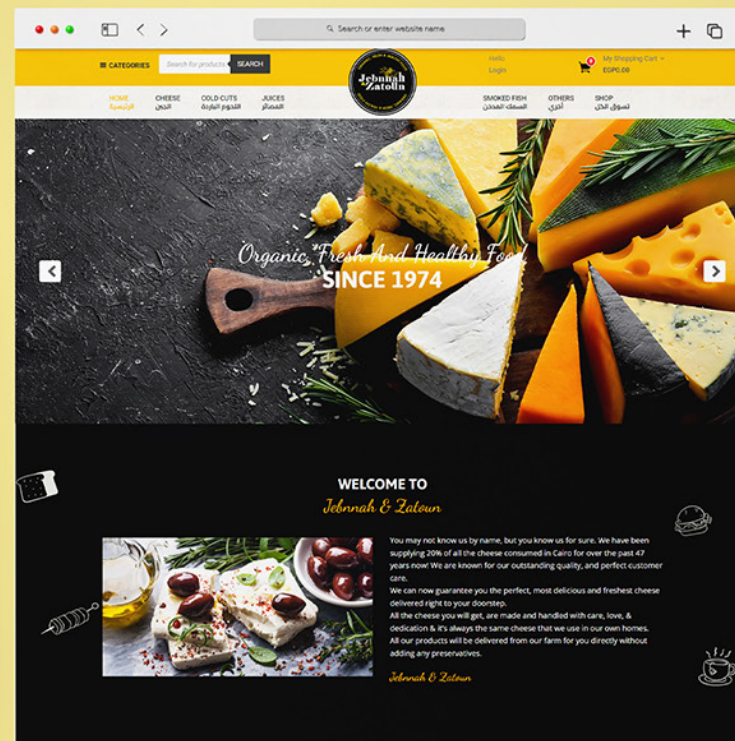 Search or enter website name
CATEGORIES
Search for products
SEARCH
Jebnnah
Zatoun
Hello
Login
0
My Shopping Cart
EGP0.00
HOME
الرئيسية
CHEESE
الجبن
COLD-CUTS
اللحوم الباردة
JUICES
العصائر
SMOKED FISH
السمك المدخن
OTHERS
أخري
SHOP
تسوق الكل
Organic, Fresh And Healthy Food,
SINCE 1974
WELCOME TO
Jebnnah & Zatoun
You may not know us by name, but you know us for sure. We have been
supplying 20% of all the cheese consumed in Cairo for over the past 47
years now! We are known for our outstanding quality, and perfect customer
care.
We can now guarantee you the perfect, most delicious and freshest cheese
delivered right to your doorstep.
All the cheese you will get, are made and handled with care, love, &
dedication & it's always the same cheese that we use in our own homes.
All our products will be delivered from our farm for you directly without
adding any preservatives.
Jebnnah & Zatoun